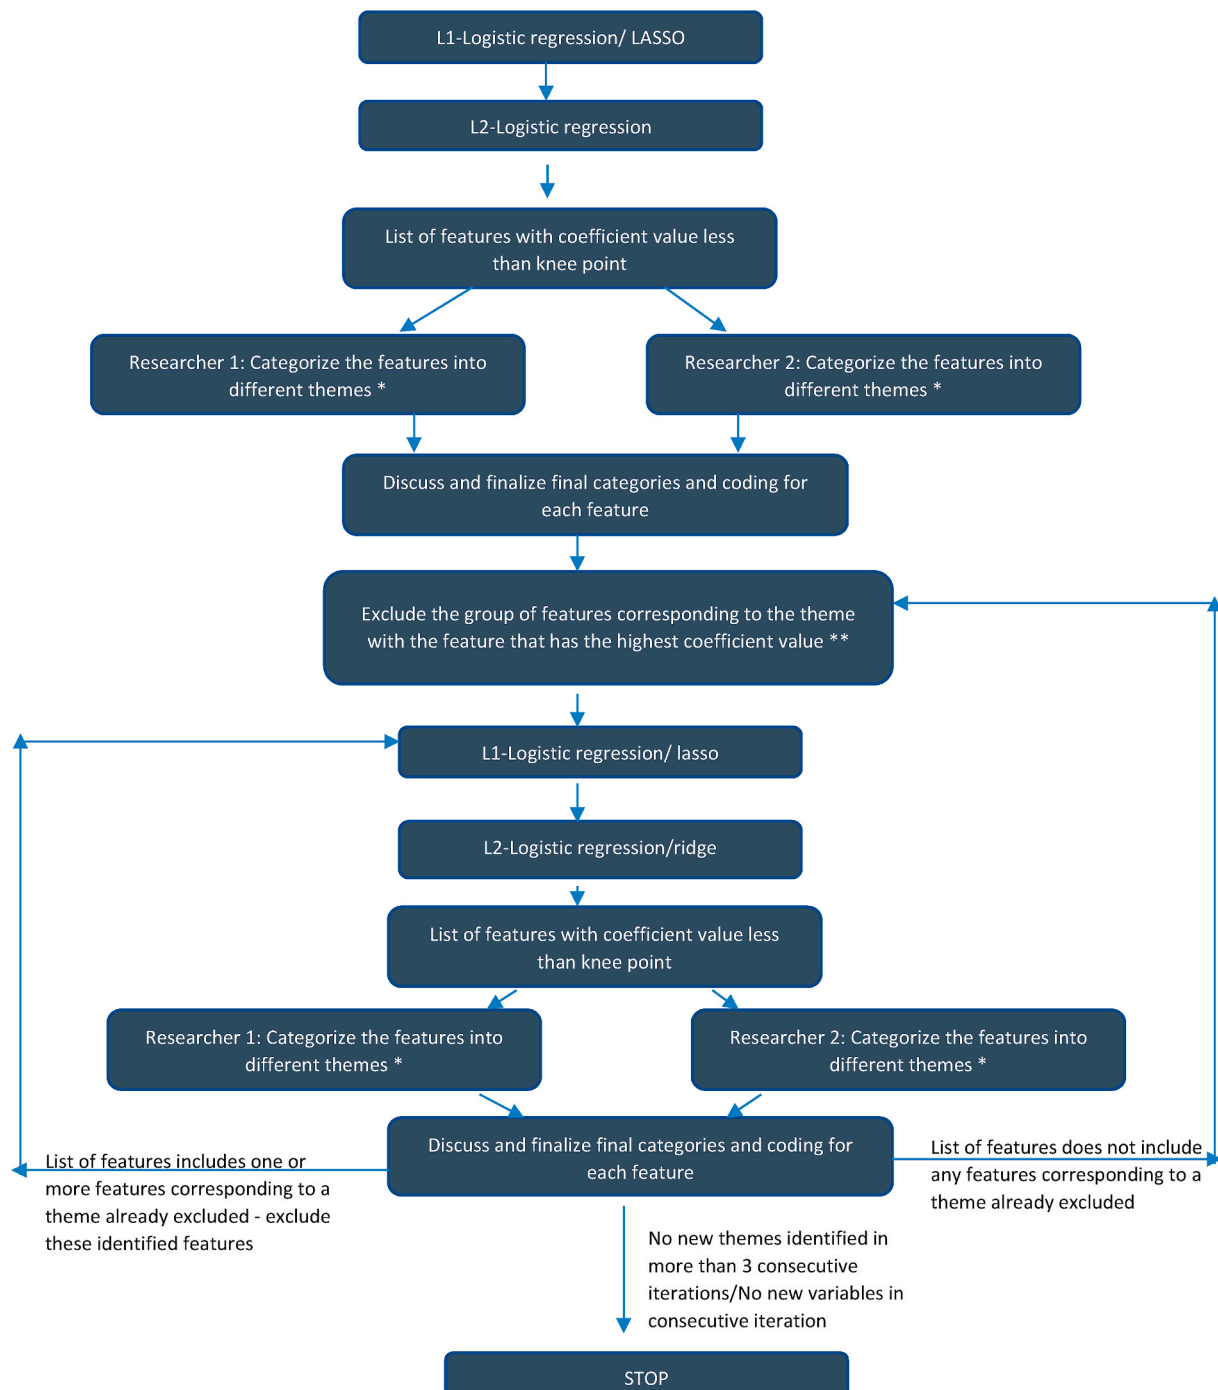 L1-Logistic regression/ LASSO
L2-Logistic regression
List of features with coefficient value less
than knee point
Researcher 1: Categorize the features into
different themes *
Researcher 2: Categorize the features into
different themes *
Discuss and finalize final categories and coding for
each feature
Exclude the group of features corresponding to the theme
with the feature that has the highest coefficient value **
L1-Logistic regression/ lasso
L2-Logistic regression/ridge
List of features with coefficient value less
than knee point
Researcher 1: Categorize the features into
different themes *
Researcher 2: Categorize the features into
different themes *
Discuss and finalize final categories and coding for
each feature
List of features includes one or
more features corresponding to a
theme already excluded - exclude
these identified features
List of features does not include
any features corresponding to a
theme already excluded
No new themes identified in
more than 3 consecutive
iterations/No new variables in
consecutive iteration
STOP